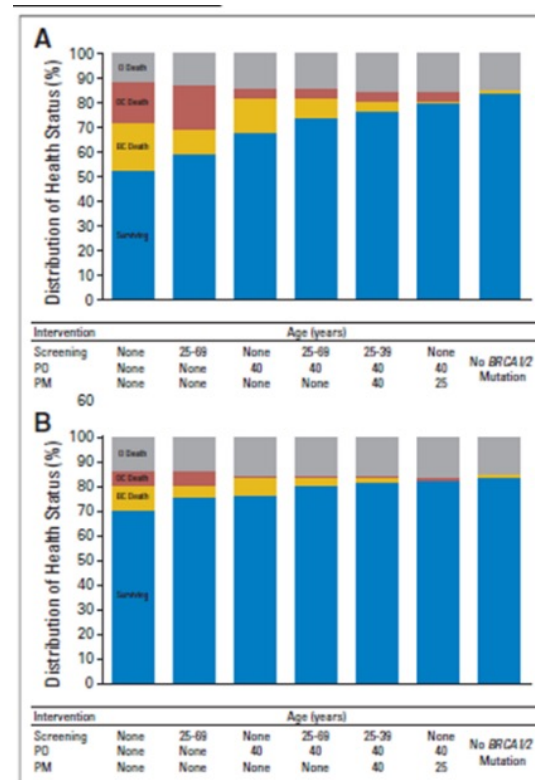 A
Distribution of Health Status (%)
100
90
80
70
60
50
40
30
20
10
0
O Death
OC Death
BC Death
Surviving
Intervention Age (years)
Screening None 25-69 None 25-69 25-39 None No BRCA1/2 Mutation
PO None None 40 40 40 40
PM None None None None 40 25
60
B
Distribution of Health Status (%)
100
90
80
70
60
50
40
30
20
10
0
O Death
OC Death
BC Death
Surviving
Intervention Age (years)
Screening None 25-69 None 25-69 25-39 None No BRCA1/2 Mutation
PO None None 40 40 40 40
PM None None None None 40 25